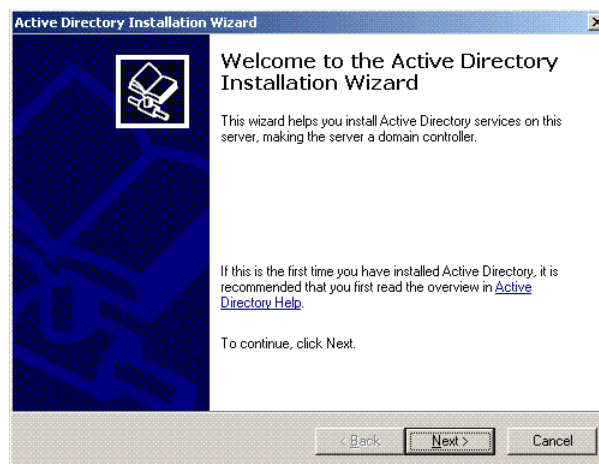 Active Directory Installation Wizard
Welcome to the Active Directory
Installation Wizard
This wizard helps you install Active Directory services on this
server, making the server a domain controller.
If this is the first time you have installed Active Directory, it is
recommended that you first read the overview in Active
Directory Help.
To continue, click Next.
< Back Next > Cancel